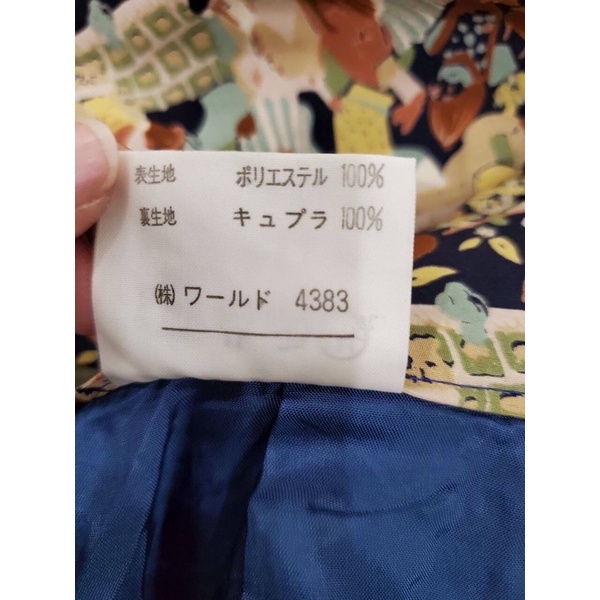 表生地 ポリエステル 100%
裏生地 キュプラ 100%
㈱ワールド 4383